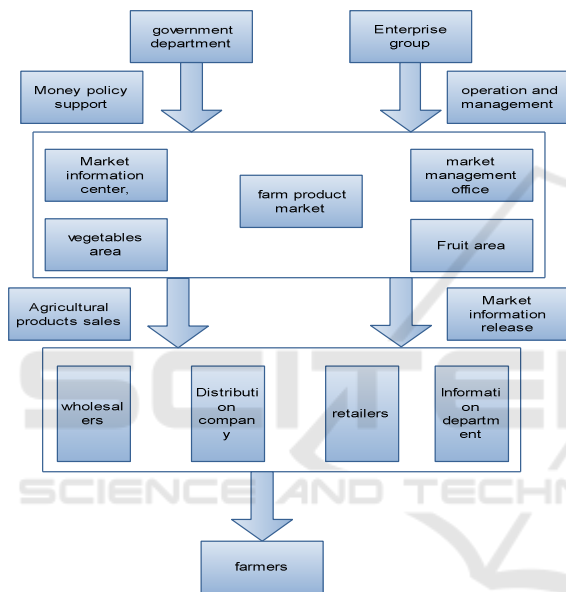 government
department
Enterprise
group
Money policy
support
operation and
management
Market
information
center,
farm product
market
market
management
office
vegetables
area
Fruit area
Agricultural
products sales
Market
information
release
wholesal
ers
Distributi
on
compan
y
retailers
Informati
on
departm
ent
SCITE
SCIENCE AND TECHN
farmers